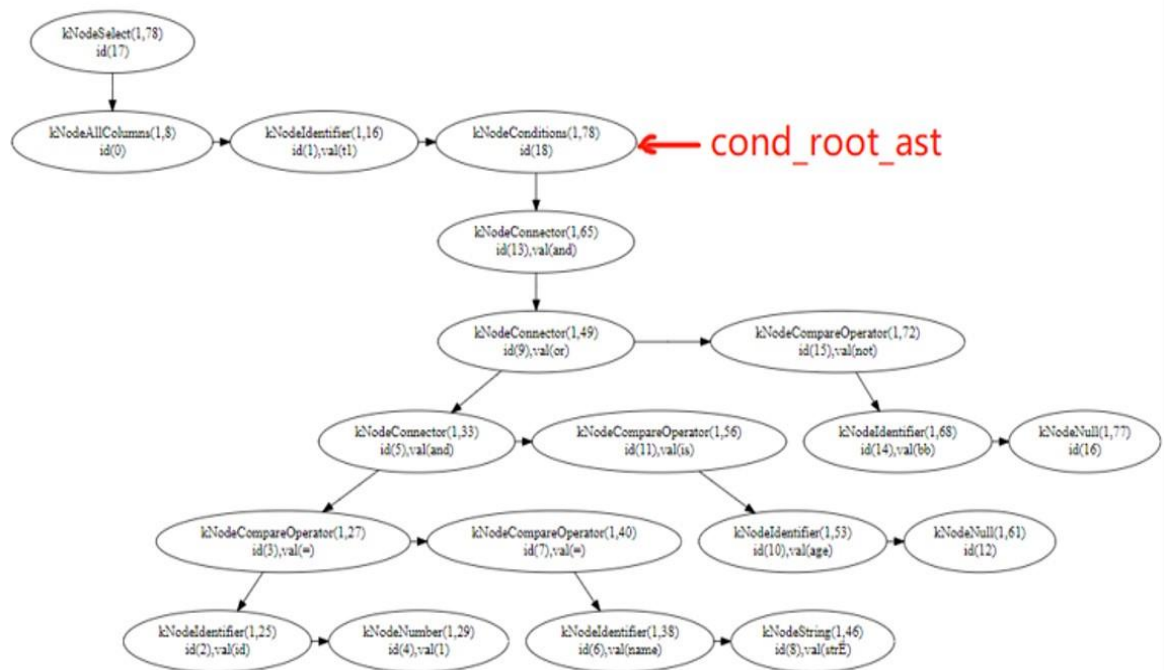 kNodeSelect(1,78)
id(17)
kNodeAllColumns(1,8)
id(0)
kNodeIdentifier(1,16)
id(1),val(t1)
kNodeConditions(1,78)
id(18)
cond_root_ast
kNodeConnector(1,65)
id(13),val(and)
kNodeConnector(1,49)
id(9),val(or)
kNodeCompareOperator(1,72)
id(15),val(not)
kNodeConnector(1,33)
id(5),val(and)
kNodeCompareOperator(1,56)
id(11),val(is)
kNodeIdentifier(1,68)
id(14),val(bb)
kNodeNull(1,77)
id(16)
kNodeCompareOperator(1,27)
id(3),val(=)
kNodeCompareOperator(1,40)
id(7),val(=)
kNodeIdentifier(1,53)
id(10),val(age)
kNodeNull(1,61)
id(12)
kNodeIdentifier(1,25)
id(2),val(id)
kNodeNumber(1,29)
id(4),val(1)
kNodeIdentifier(1,38)
id(6),val(name)
kNodeString(1,46)
id(8),val(strÉ)